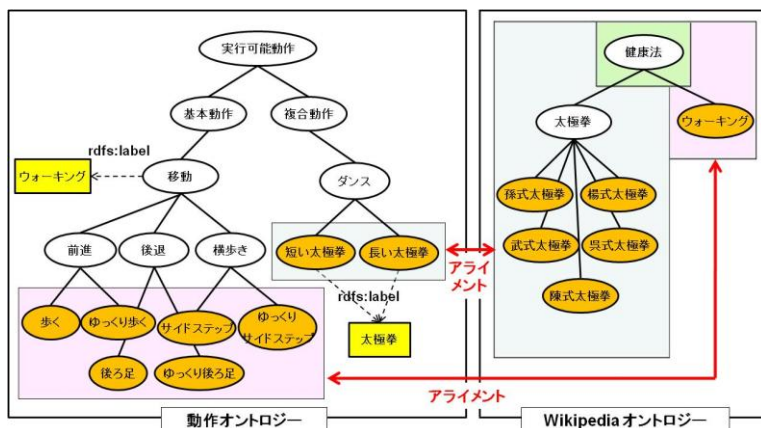 実行可能動作
基本動作
複合動作
rdfs:label
ウォーキング
移動
ダンス
前進
後退
横歩き
短い太極拳
長い太極拳
rdfs:label
太極拳
歩く
ゆっくり歩く
サイドステップ
ゆっくり
サイドステップ
後ろ足
ゆっくり後ろ足
動作オントロジー
アライ
メント
アライメント
健康法
太極拳
ウォーキング
孫式太極拳
楊式太極拳
武式太極拳
呉式太極拳
陳式太極拳
Wikipediaオントロジー